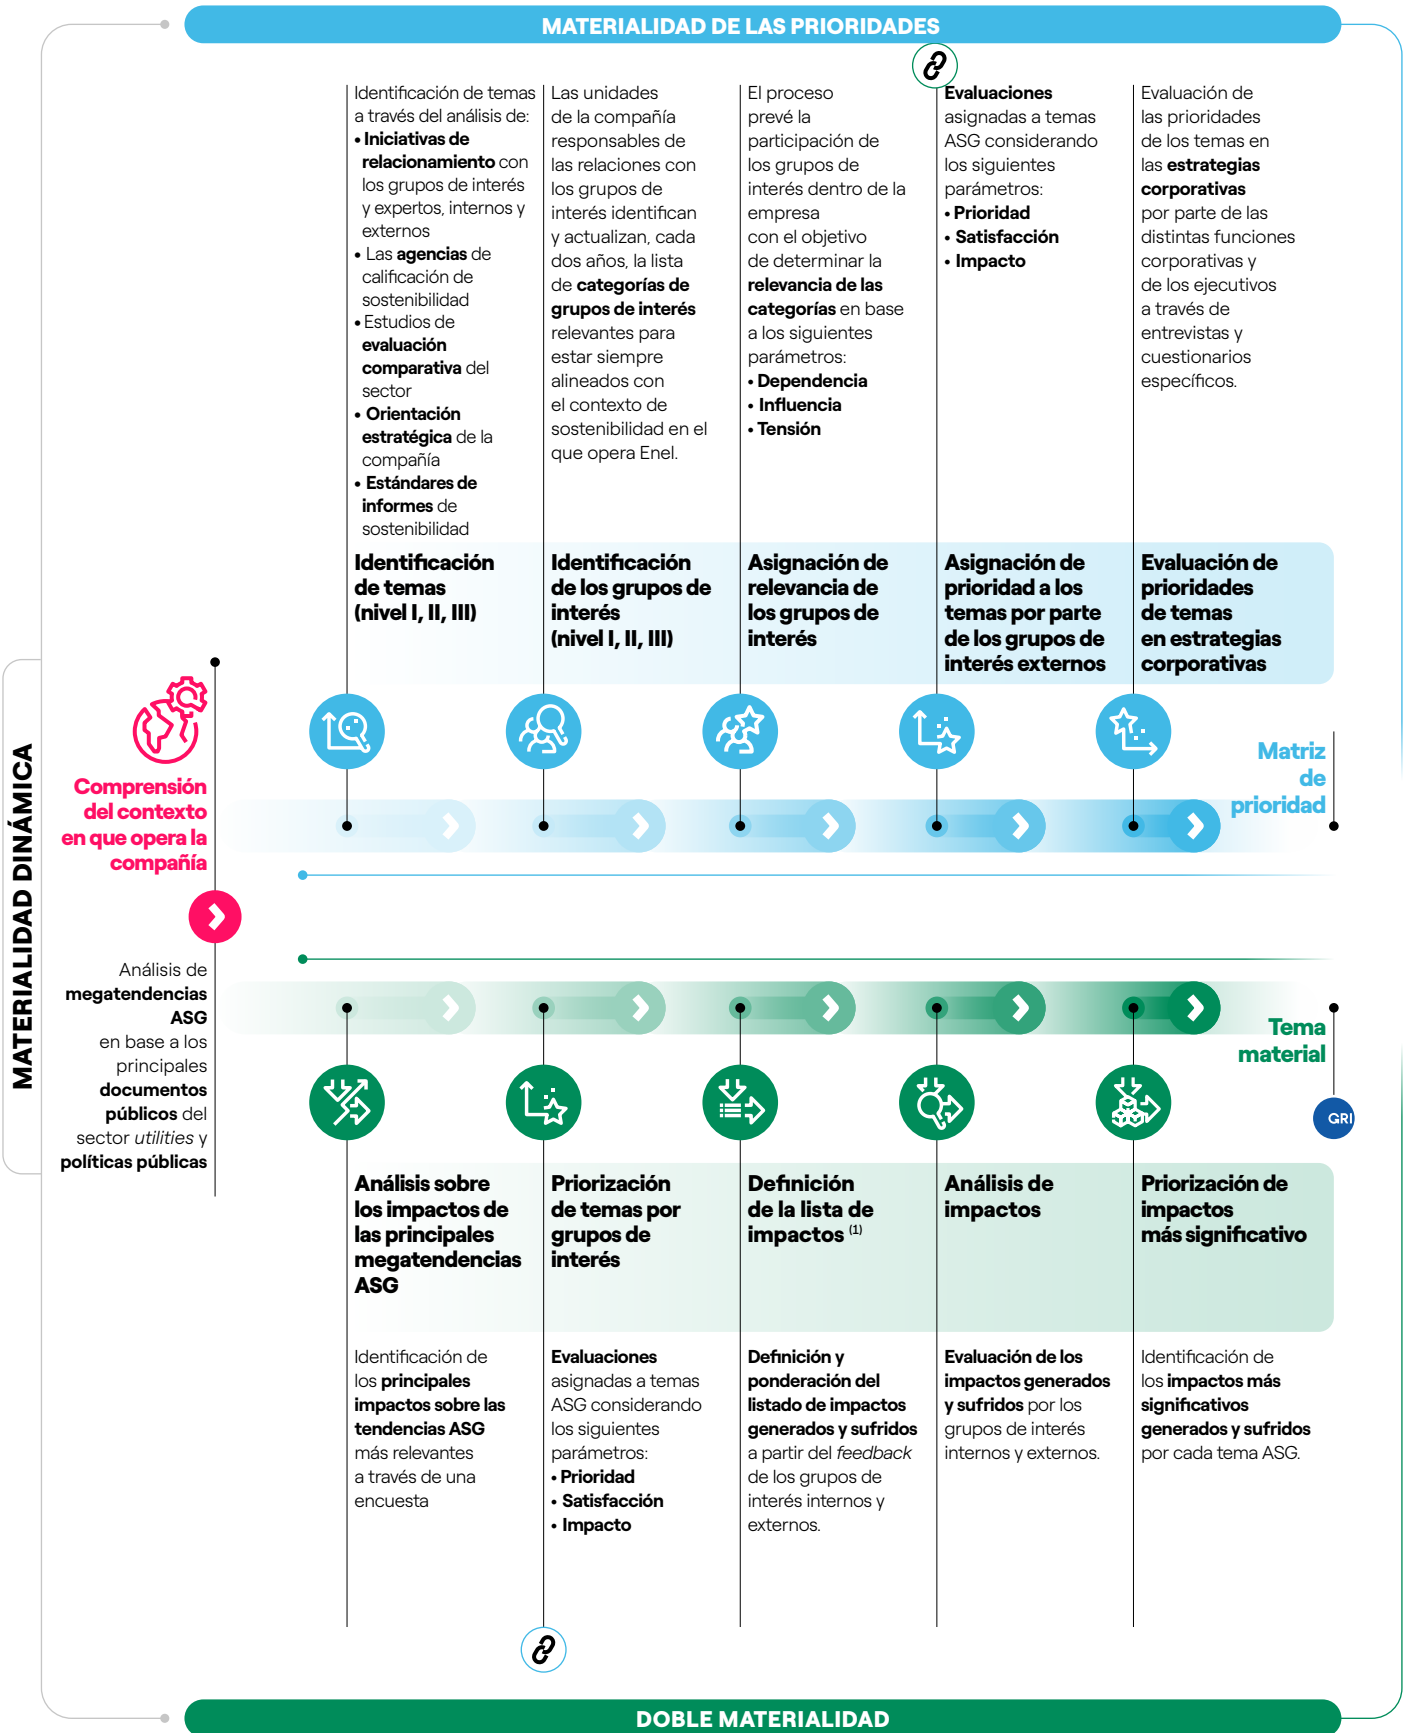 MATERIALIDAD DE LAS PRIORIDADES
Identificación de temas
a través del análisis de:
• Iniciativas de
relacionamiento con
los grupos de interés
y expertos, internos y
externos
• Las agencias de
calificación de
sostenibilidad
• Estudios de
evaluación
comparativa del
sector
• Orientación
estratégica de la
compañía
• Estándares de
informes de
sostenibilidad
Las unidades
de la compañía
responsables de
las relaciones con
los grupos de
interés identifican
y actualizan, cada
dos años, la lista
de categorías de
grupos de interés
relevantes para
estar siempre
alineados con
el contexto de
sostenibilidad en el
que opera Enel.
El proceso
prevé la
participación de
los grupos de
interés dentro de la
empresa
con el objetivo
de determinar la
relevancia de las
categorías en base
a los siguientes
parámetros:
• Dependencia
• Influencia
• Tensión
Evaluaciones
asignadas a temas
ASG considerando
los siguientes
parámetros:
• Prioridad
• Satisfacción
• Impacto
Evaluación de
las prioridades
de los temas en
las estrategias
corporativas
por parte de las
distintas funciones
corporativas y
de los ejecutivos
a través de
entrevistas y
cuestionarios
específicos.
Identificación
de temas
(nivel I, II, III)
Identificación
de los grupos de
interés
(nivel I, II, III)
Asignación de
relevancia de
los grupos de
interés
Asignación de
prioridad a los
temas por parte
de los grupos de
interés externos
Evaluación de
prioridades
de temas
en estrategias
corporativas
MATERIALIDAD DINÁMICA
Comprensión
del contexto
en que opera la
compañía
Matriz
de
prioridad
Análisis de
megatendencias
ASG
en base a los
principales
documentos
públicos del
sector utilities y
políticas públicas
Tema
material
GRI
Análisis sobre
los impactos de
las principales
megatendencias
ASG
Priorización
de temas por
grupos de
interés
Definición
de la lista de
impactos (1)
Análisis de
impactos
Priorización de
impactos
más significativo
Identificación de
los principales
impactos sobre las
tendencias ASG
más relevantes
a través de una
encuesta
Evaluaciones
asignadas a temas
ASG considerando
los siguientes
parámetros:
• Prioridad
• Satisfacción
• Impacto
Definición y
ponderación del
listado de impactos
generados y sufridos
a partir del feedback
de los grupos de
interés internos y
externos.
Evaluación de los
impactos generados
y sufridos por los
grupos de interés
internos y externos.
Identificación de
los impactos más
significativos
generados y sufridos
por cada tema ASG.
DOBLE MATERIALIDAD